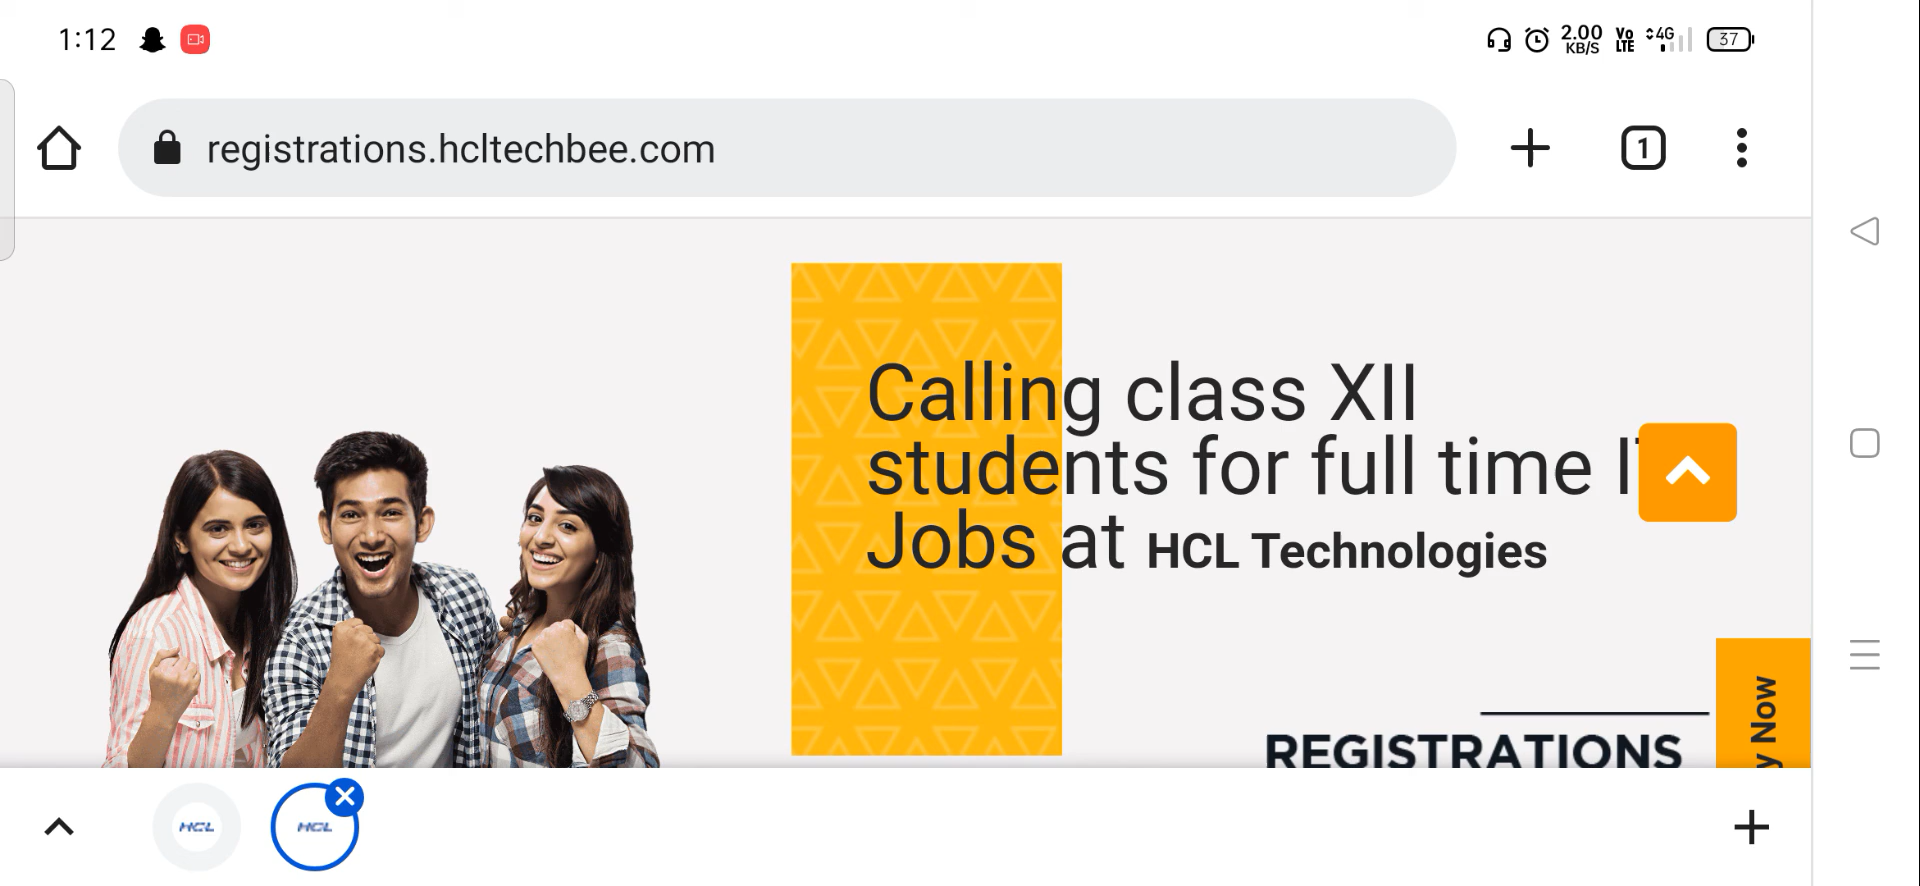 1:12 2.00 KB/S Vo LTE 4G 37
registrations.hcltechbee.com 1
Calling class XII
students for full time
Jobs at HCL Technologies
Now
REGISTRATIONS
HCL HCL